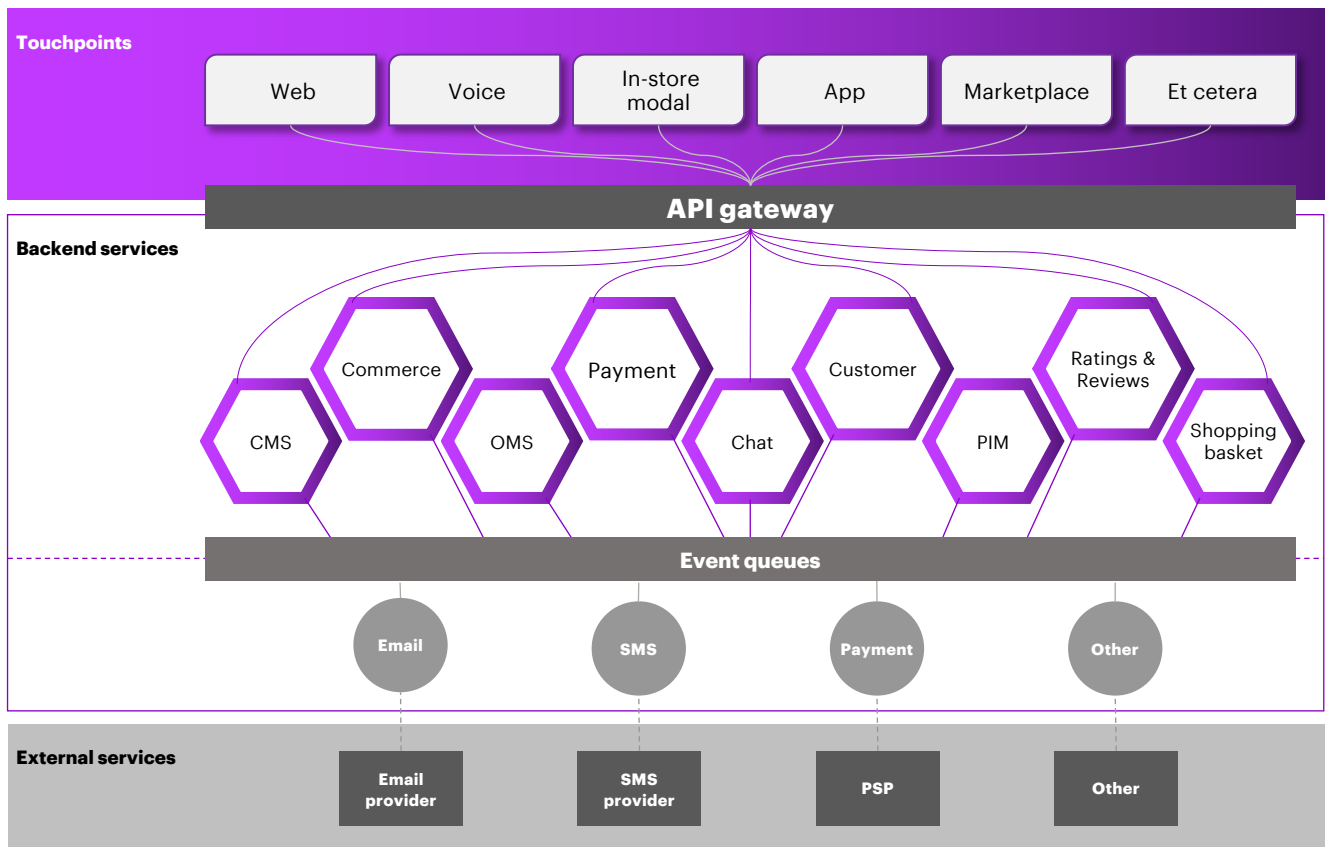 Touchpoints
Web
Voice
In-store
modal
App
Marketplace
Et cetera
API gateway
Backend services
Commerce
Payment
Customer
Ratings &
Reviews
CMS
OMS
Chat
PIM
Shopping
basket
Event queues
Email
SMS
Payment
Other
External services
Email
provider
SMS
provider
PSP
Other